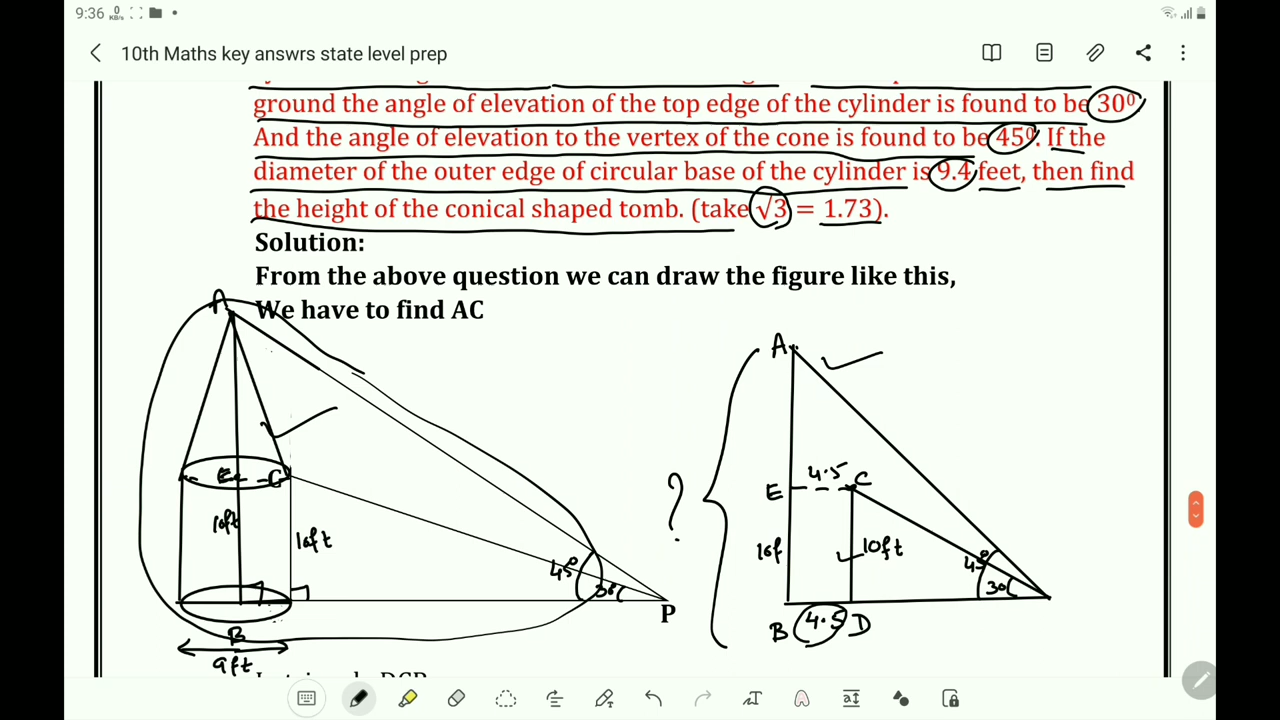 9:36 0 KB/s
10th Maths key answrs state level prep
ground the angle of elevation of the top edge of the cylinder is found to be 30⁰
And the angle of elevation to the vertex of the cone is found to be 45⁰. If the
diameter of the outer edge of circular base of the cylinder is 9.4 feet, then find
the height of the conical shaped tomb. (take √3 = 1.73).
Solution:
From the above question we can draw the figure like this,
We have to find AC
A
A
E C
4.5
E C
10ft
10ft
?
10f
10ft
45°
30°
45°
30
P
B
9ft
B 4.5 D